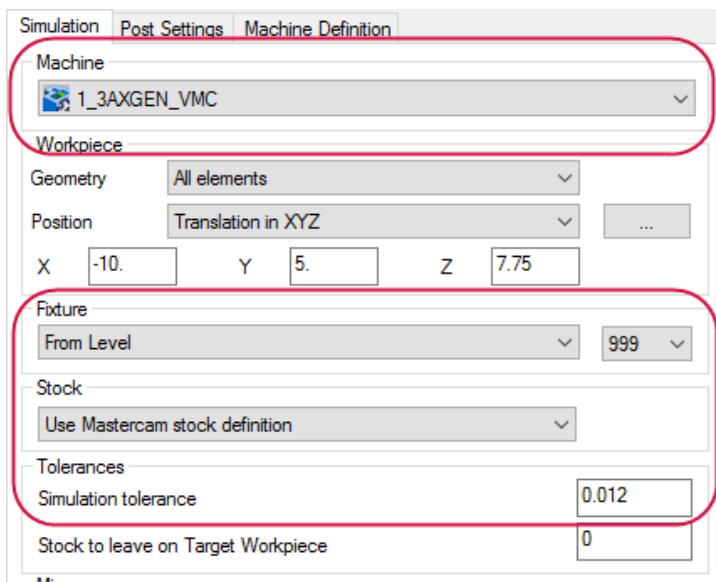 Simulation Post Settings Machine Definition
Machine
1_3AXGEN_VMC
Workpiece
Geometry All elements
Position Translation in XYZ ...
X -10. Y 5. Z 7.75
Fixture
From Level 999
Stock
Use Mastercam stock definition
Tolerances
Simulation tolerance 0.012
Stock to leave on Target Workpiece 0